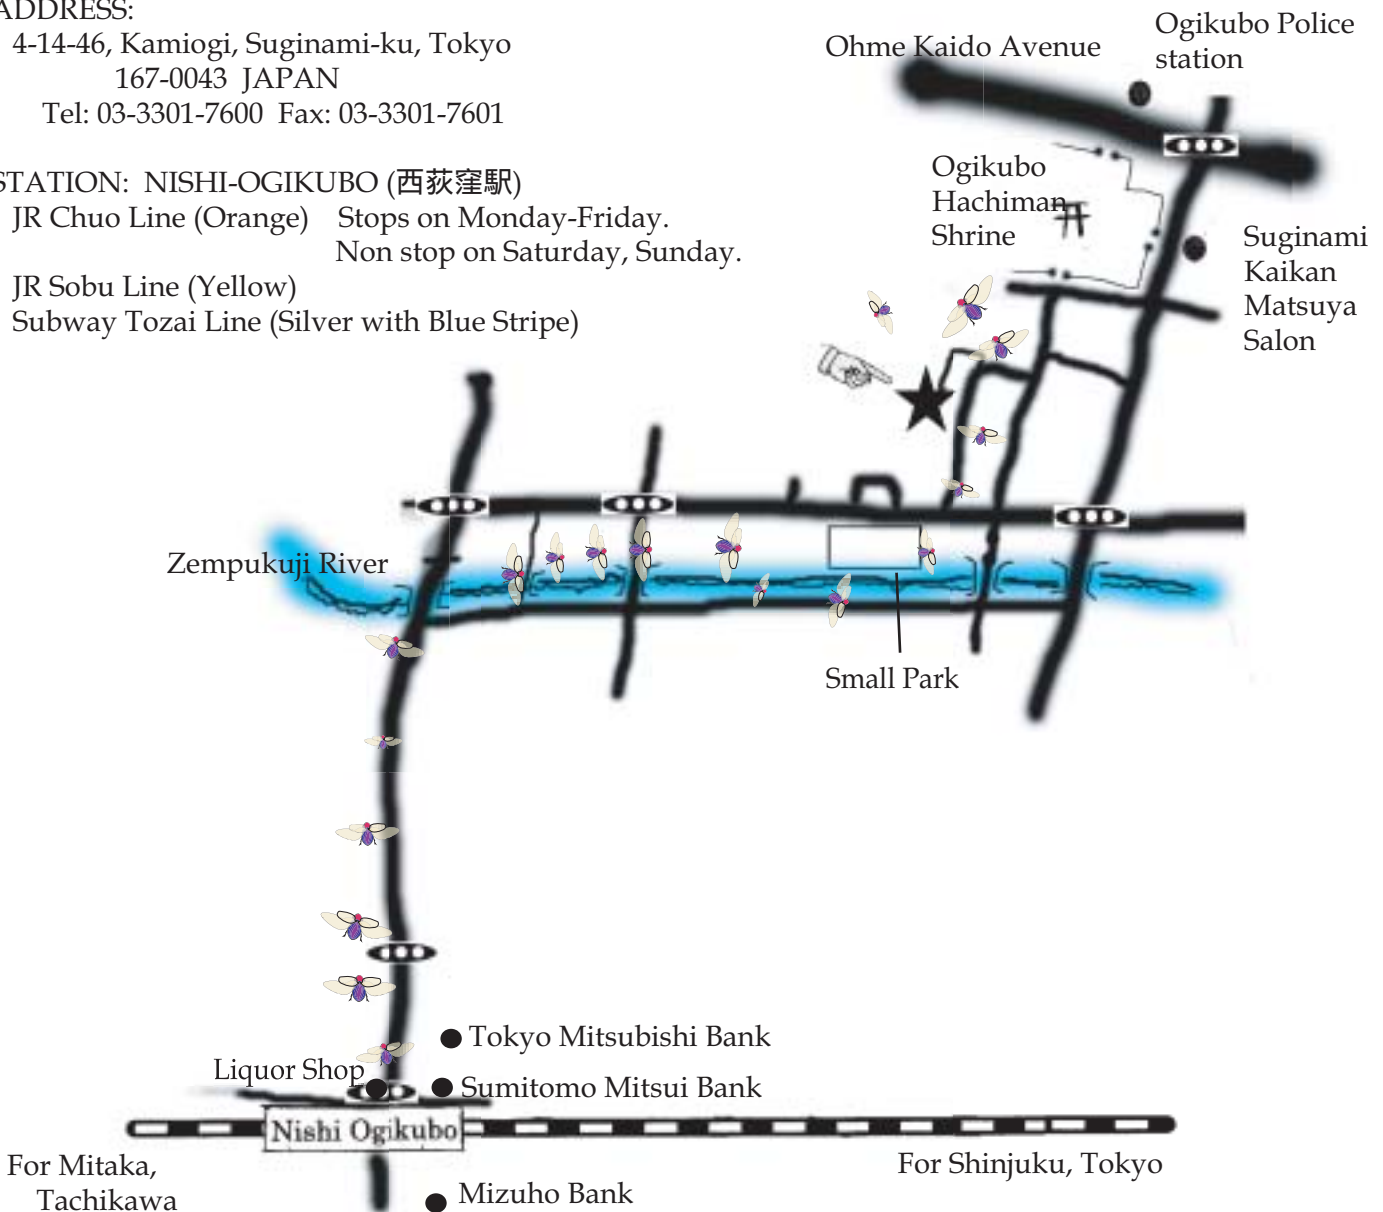 ADDRESS:
4-14-46, Kamiogi, Suginami-ku, Tokyo
167-0043 JAPAN
Tel: 03-3301-7600 Fax: 03-3301-7601
STATION: NISHI-OGIKUBO (西荻窪駅)
JR Chuo Line (Orange) Stops on Monday-Friday.
Non stop on Saturday, Sunday.
JR Sobu Line (Yellow)
Subway Tozai Line (Silver with Blue Stripe)
Ohme Kaido Avenue
Ogikubo Police
station
Ogikubo
Hachiman
Shrine
Suginami
Kaikan
Matsuya
Salon
Zempukuji River
Small Park
Tokyo Mitsubishi Bank
Liquor Shop
Sumitomo Mitsui Bank
Nishi Ogikubo
For Mitaka,
Tachikawa
For Shinjuku, Tokyo
Mizuho Bank